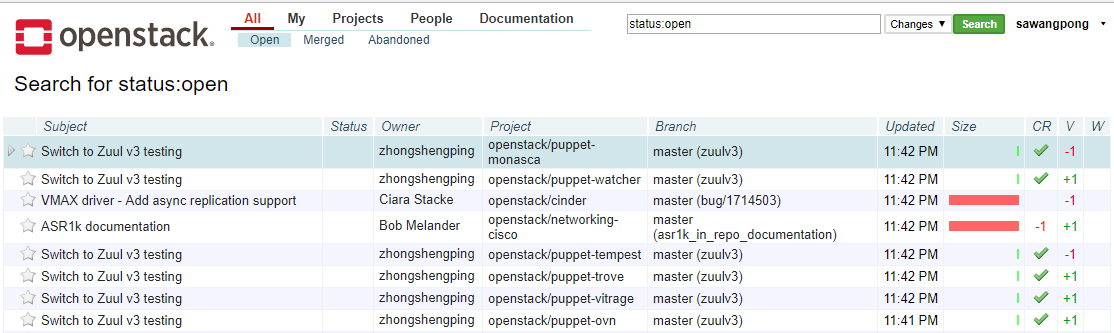 All My Projects People Documentation
status:open Changes Search sawangpong
openstack.
Open Merged Abandoned
Search for status:open
Subject Status Owner Project Branch Updated Size CR V W
Switch to Zuul v3 testing zhongshengping openstack/puppet-monasca master (zuulv3) 11:42 PM -1
Switch to Zuul v3 testing zhongshengping openstack/puppet-watcher master (zuulv3) 11:42 PM +1
VMAX driver - Add async replication support Ciara Stacke openstack/cinder master (bug/1714503) 11:42 PM -1
ASR1k documentation Bob Melander openstack/networking-cisco master (asr1k_in_repo_documentation) 11:42 PM -1 +1
Switch to Zuul v3 testing zhongshengping openstack/puppet-tempest master (zuulv3) 11:42 PM -1
Switch to Zuul v3 testing zhongshengping openstack/puppet-trove master (zuulv3) 11:42 PM +1
Switch to Zuul v3 testing zhongshengping openstack/puppet-vitrage master (zuulv3) 11:42 PM +1
Switch to Zuul v3 testing zhongshengping openstack/puppet-ovn master (zuulv3) 11:41 PM +1